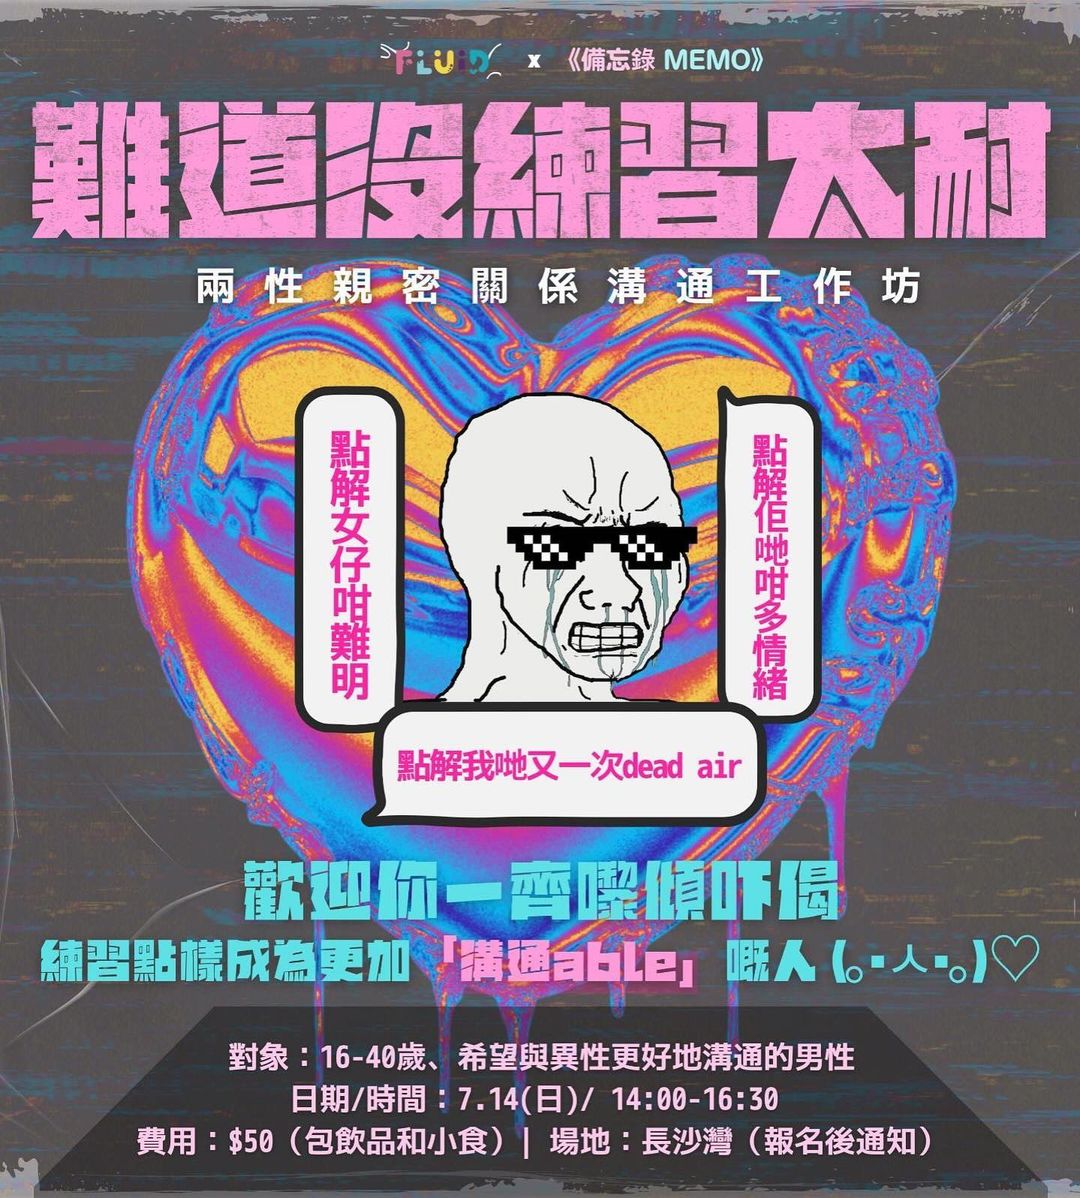 FLUiD x 《備忘錄 MEMO》
難道沒練習太耐
兩性親密關係溝通工作坊
點解女仔咁難明
點解佢哋咁多情緒
點解我哋又一次dead air
歡迎你一齊嚟傾吓偈
練習點樣成為更加「溝通able」嘅人 (｡▪︎人▪︎｡)♡
對象：16-40歲、希望與異性更好地溝通的男性
日期/時間：7.14(日)/ 14:00-16:30
費用：$50（包飲品和小食）| 場地：長沙灣（報名後通知）